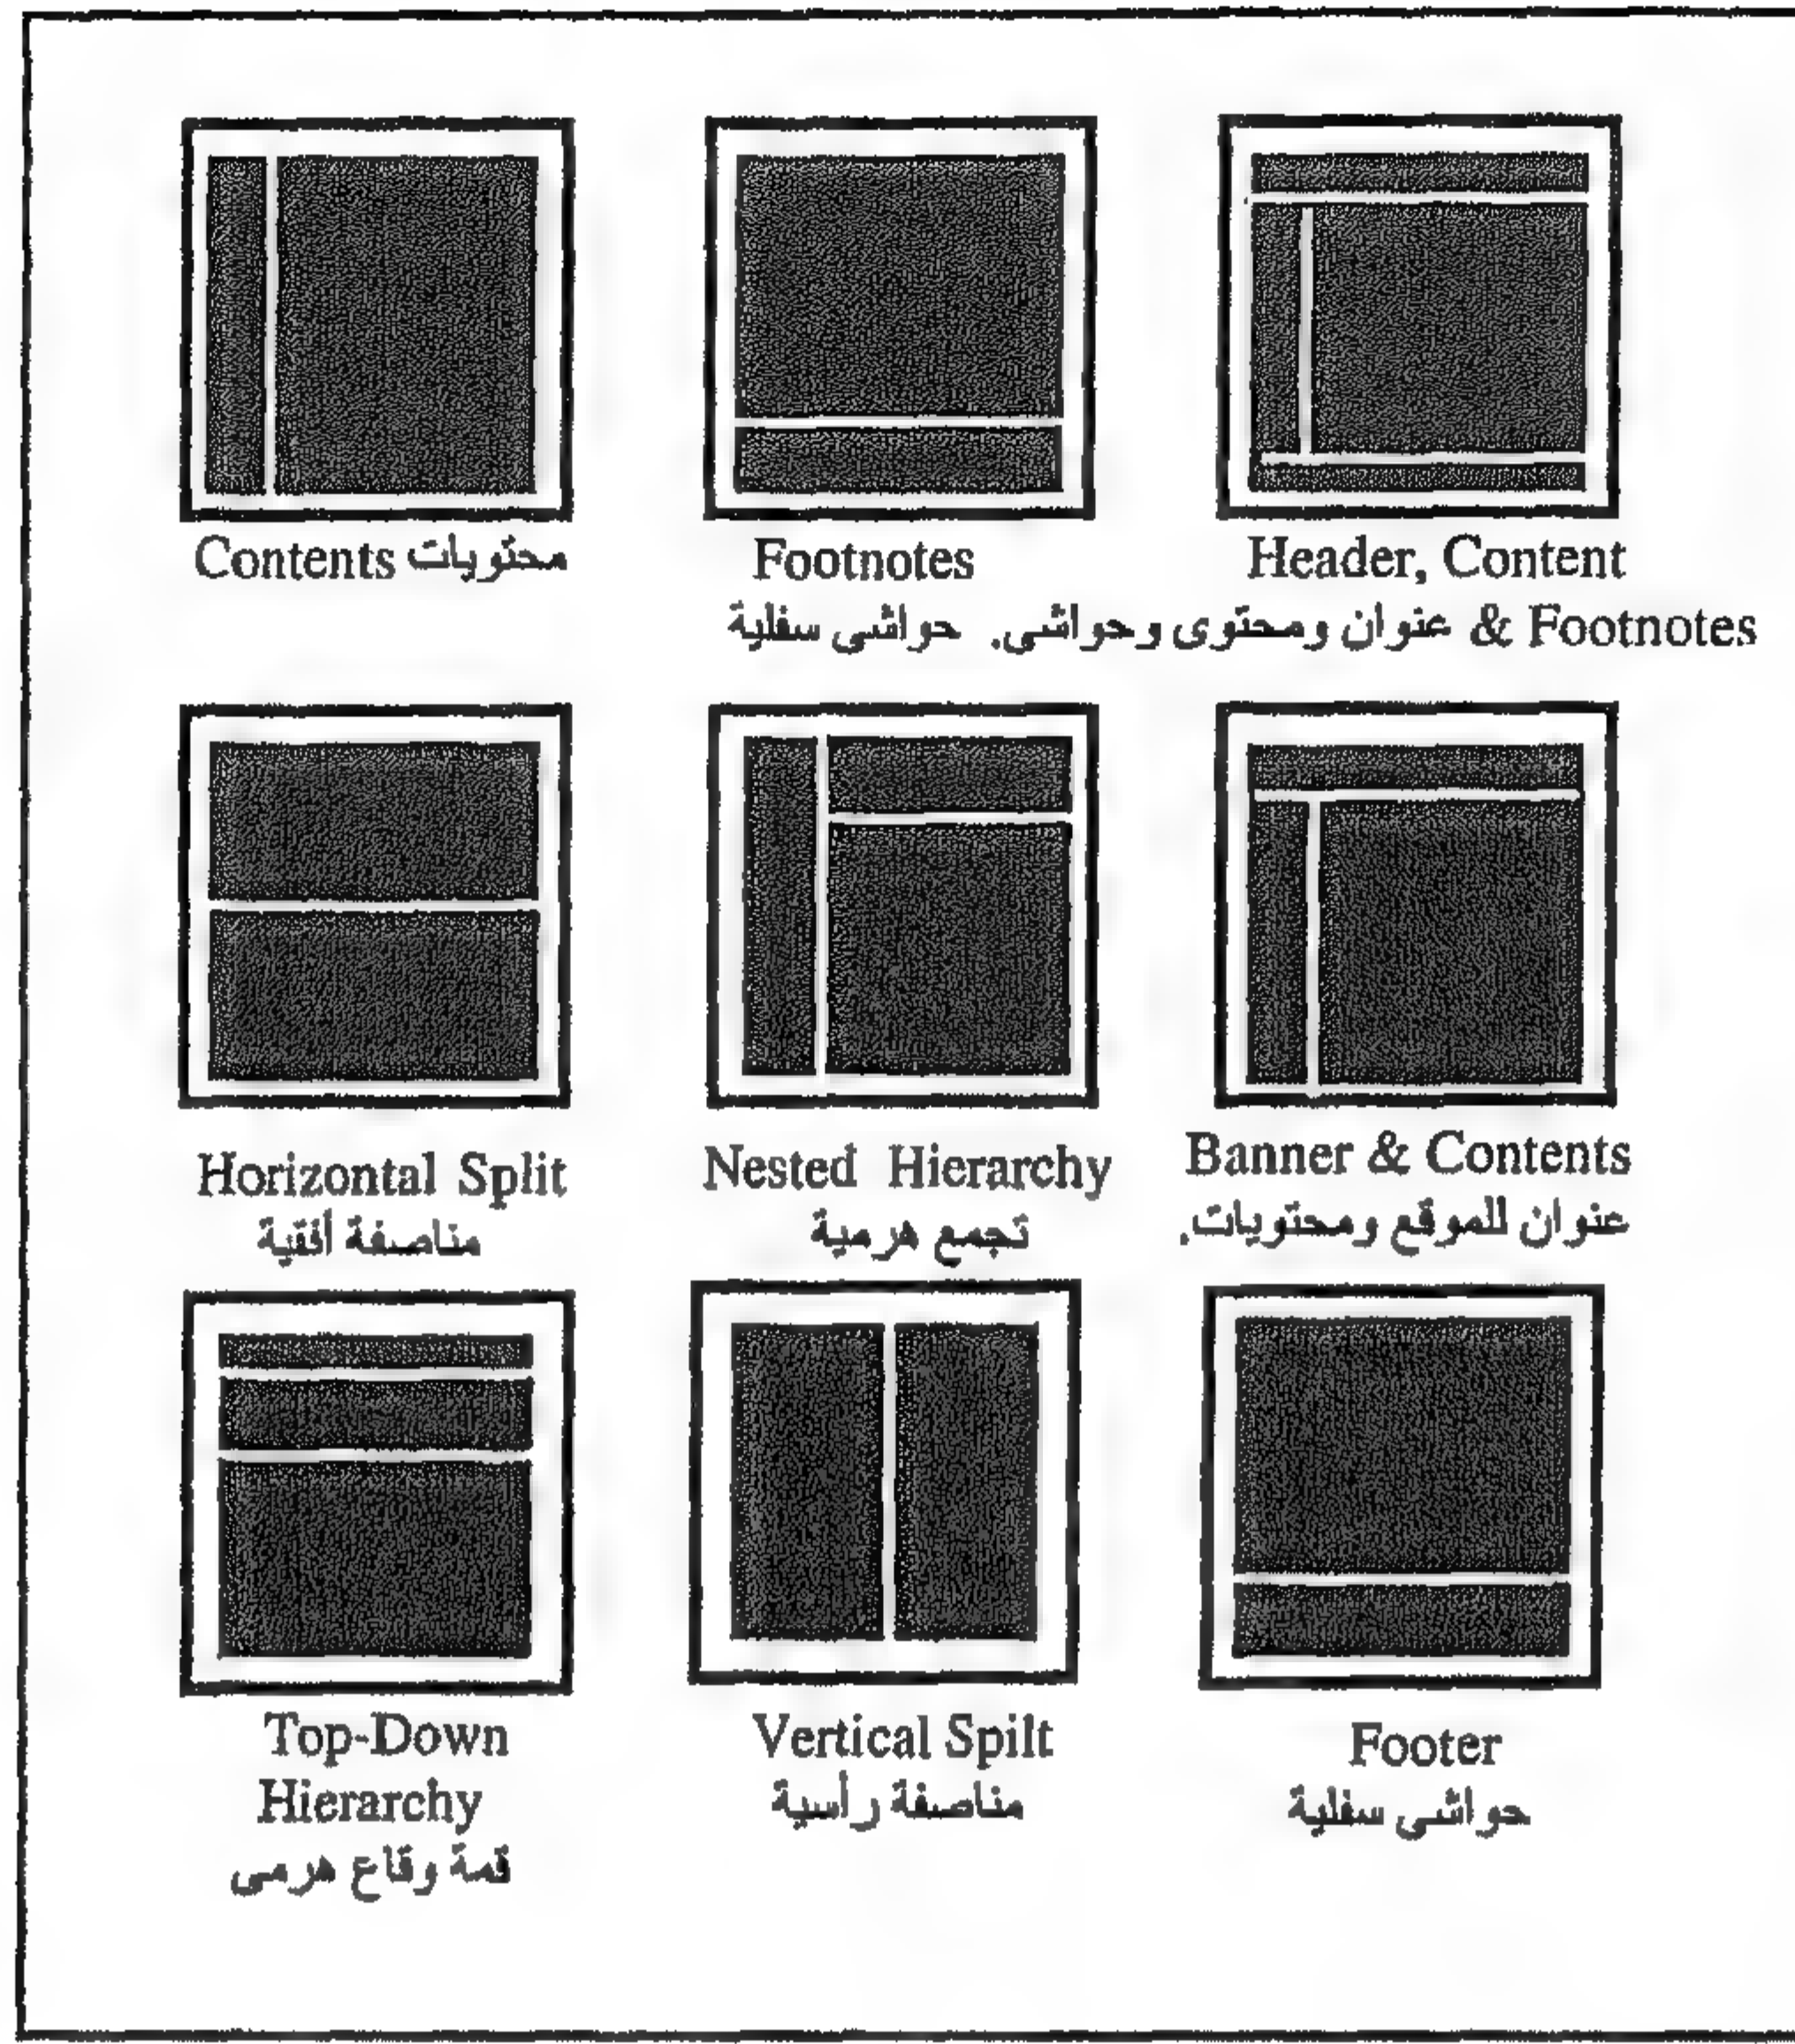 Contents محتويات
Footnotes
Header, Content
& Footnotes عنوان ومحتوى وحواشى. حواشى سفلية
Horizontal Split
مناصفة أفقية
Nested Hierarchy
تجمع هرمية
Banner & Contents
عنوان للموقع ومحتويات.
Top-Down
Hierarchy
قمة وقاع هرمى
Vertical Spilt
مناصفة رأسية
Footer
حواشى سفلية